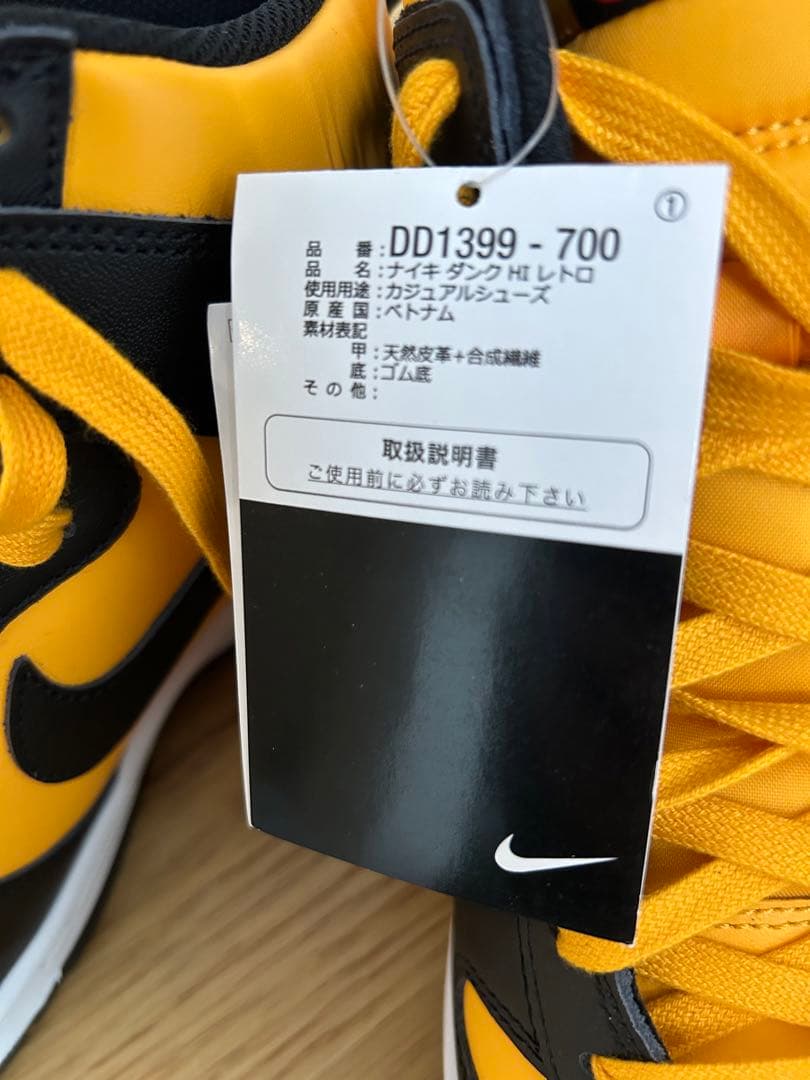 ①
品 番:DD1399 - 700
品 名:ナイキ ダンク HI レトロ
使用用途:カジュアルシューズ
原 産 国:ベトナム
素材表記
甲:天然皮革+合成繊維
底:ゴム底
そ の 他:
取扱説明書
ご使用前に必ずお読み下さい